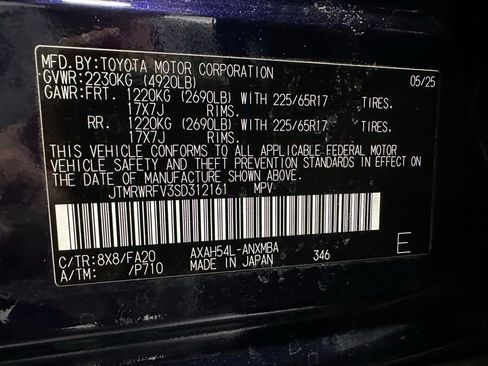 MFD.BY:TOYOTA MOTOR CORPORATION 05/25
GVWR:2230KG (4920LB)
GAWR:FRT. 1220KG (2690LB) WITH 225/65R17 TIRES.
17X7J RIMS.
RR. 1220KG (2690LB) WITH 225/65R17 TIRES.
17X7J RIMS.
THIS VEHICLE CONFORMS TO ALL APPLICABLE FEDERAL MOTOR
VEHICLE SAFETY AND THEFT PREVENTION STANDARDS IN EFFECT
ON THE DATE OF MANUFACTURE SHOWN ABOVE.
JTMRWRFV3SD312161 MPV
C/TR:8X8/FA20 AXAH54L-ANXMBA
A/TM: /P710 MADE IN JAPAN 346 E